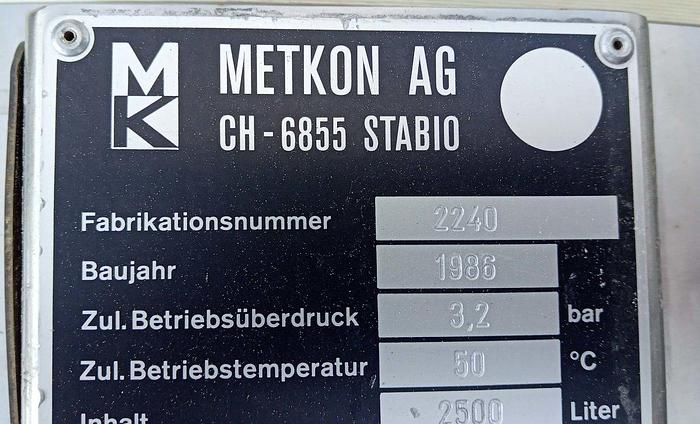 MK
METKON AG
CH - 6855 STABIO
Fabrikationsnummer 2240
Baujahr 1986
Zul. Betriebsüberdruck 3,2 bar
Zul. Betriebstemperatur 50 °C
Inhalt 2500 Liter